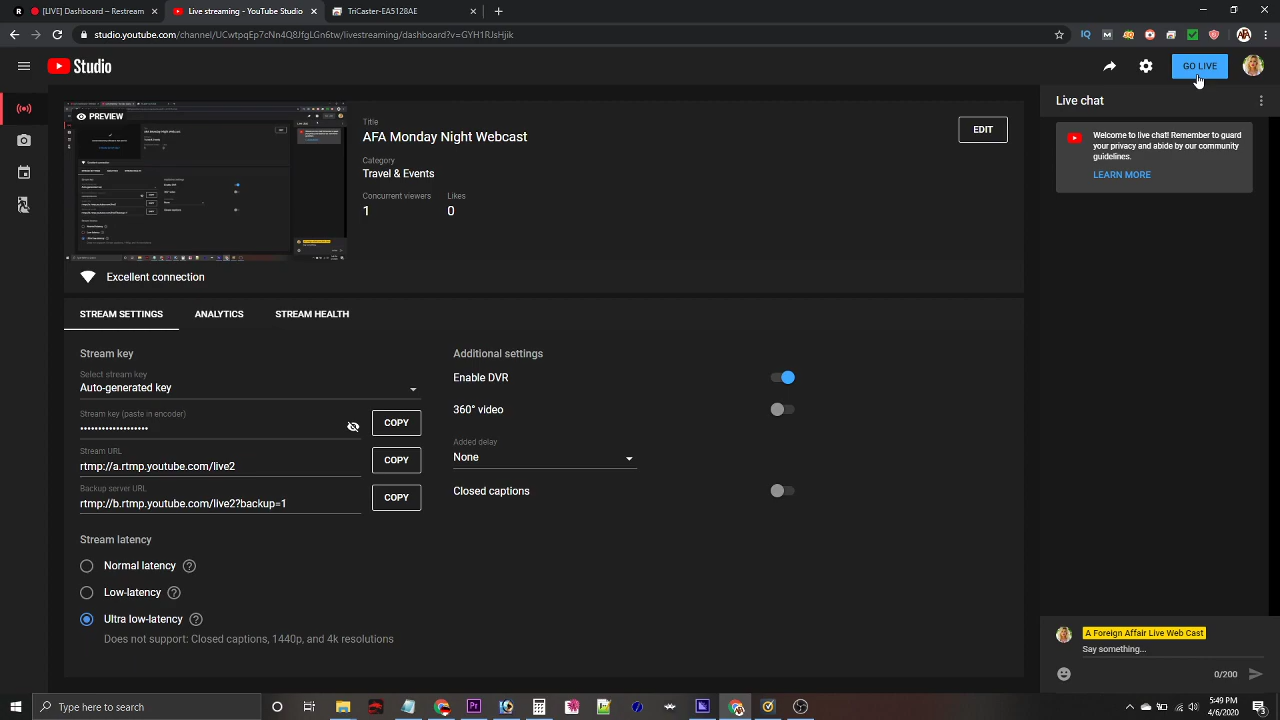 [LIVE] Dashboard – Restream
Live streaming - YouTube Studio
TriCaster-EA5128AE
studio.youtube.com/channel/UCwtpqEp7cNn4Q8JfgLGn6tw/livestreaming/dashboard?v=GYH1RJsHjik
Studio
GO LIVE
PREVIEW
Title
AFA Monday Night Webcast
EDIT
Category
Travel & Events
Concurrent viewers
Likes
1
0
Excellent connection
STREAM SETTINGS
ANALYTICS
STREAM HEALTH
Stream key
Select stream key
Auto-generated key
Stream key (paste in encoder)
••••••••••••••••••••
COPY
Stream URL
rtmp://a.rtmp.youtube.com/live2
COPY
Backup server URL
rtmp://b.rtmp.youtube.com/live2?backup=1
COPY
Stream latency
Normal latency
Low-latency
Ultra low-latency
Does not support: Closed captions, 1440p, and 4k resolutions
Additional settings
Enable DVR
360° video
Added delay
None
Closed captions
Live chat
Welcome to live chat! Remember to guard
your privacy and abide by our community
guidelines.
LEARN MORE
A Foreign Affair Live Web Cast
Say something...
0/200
Type here to search
5:49 PM
4/6/2020